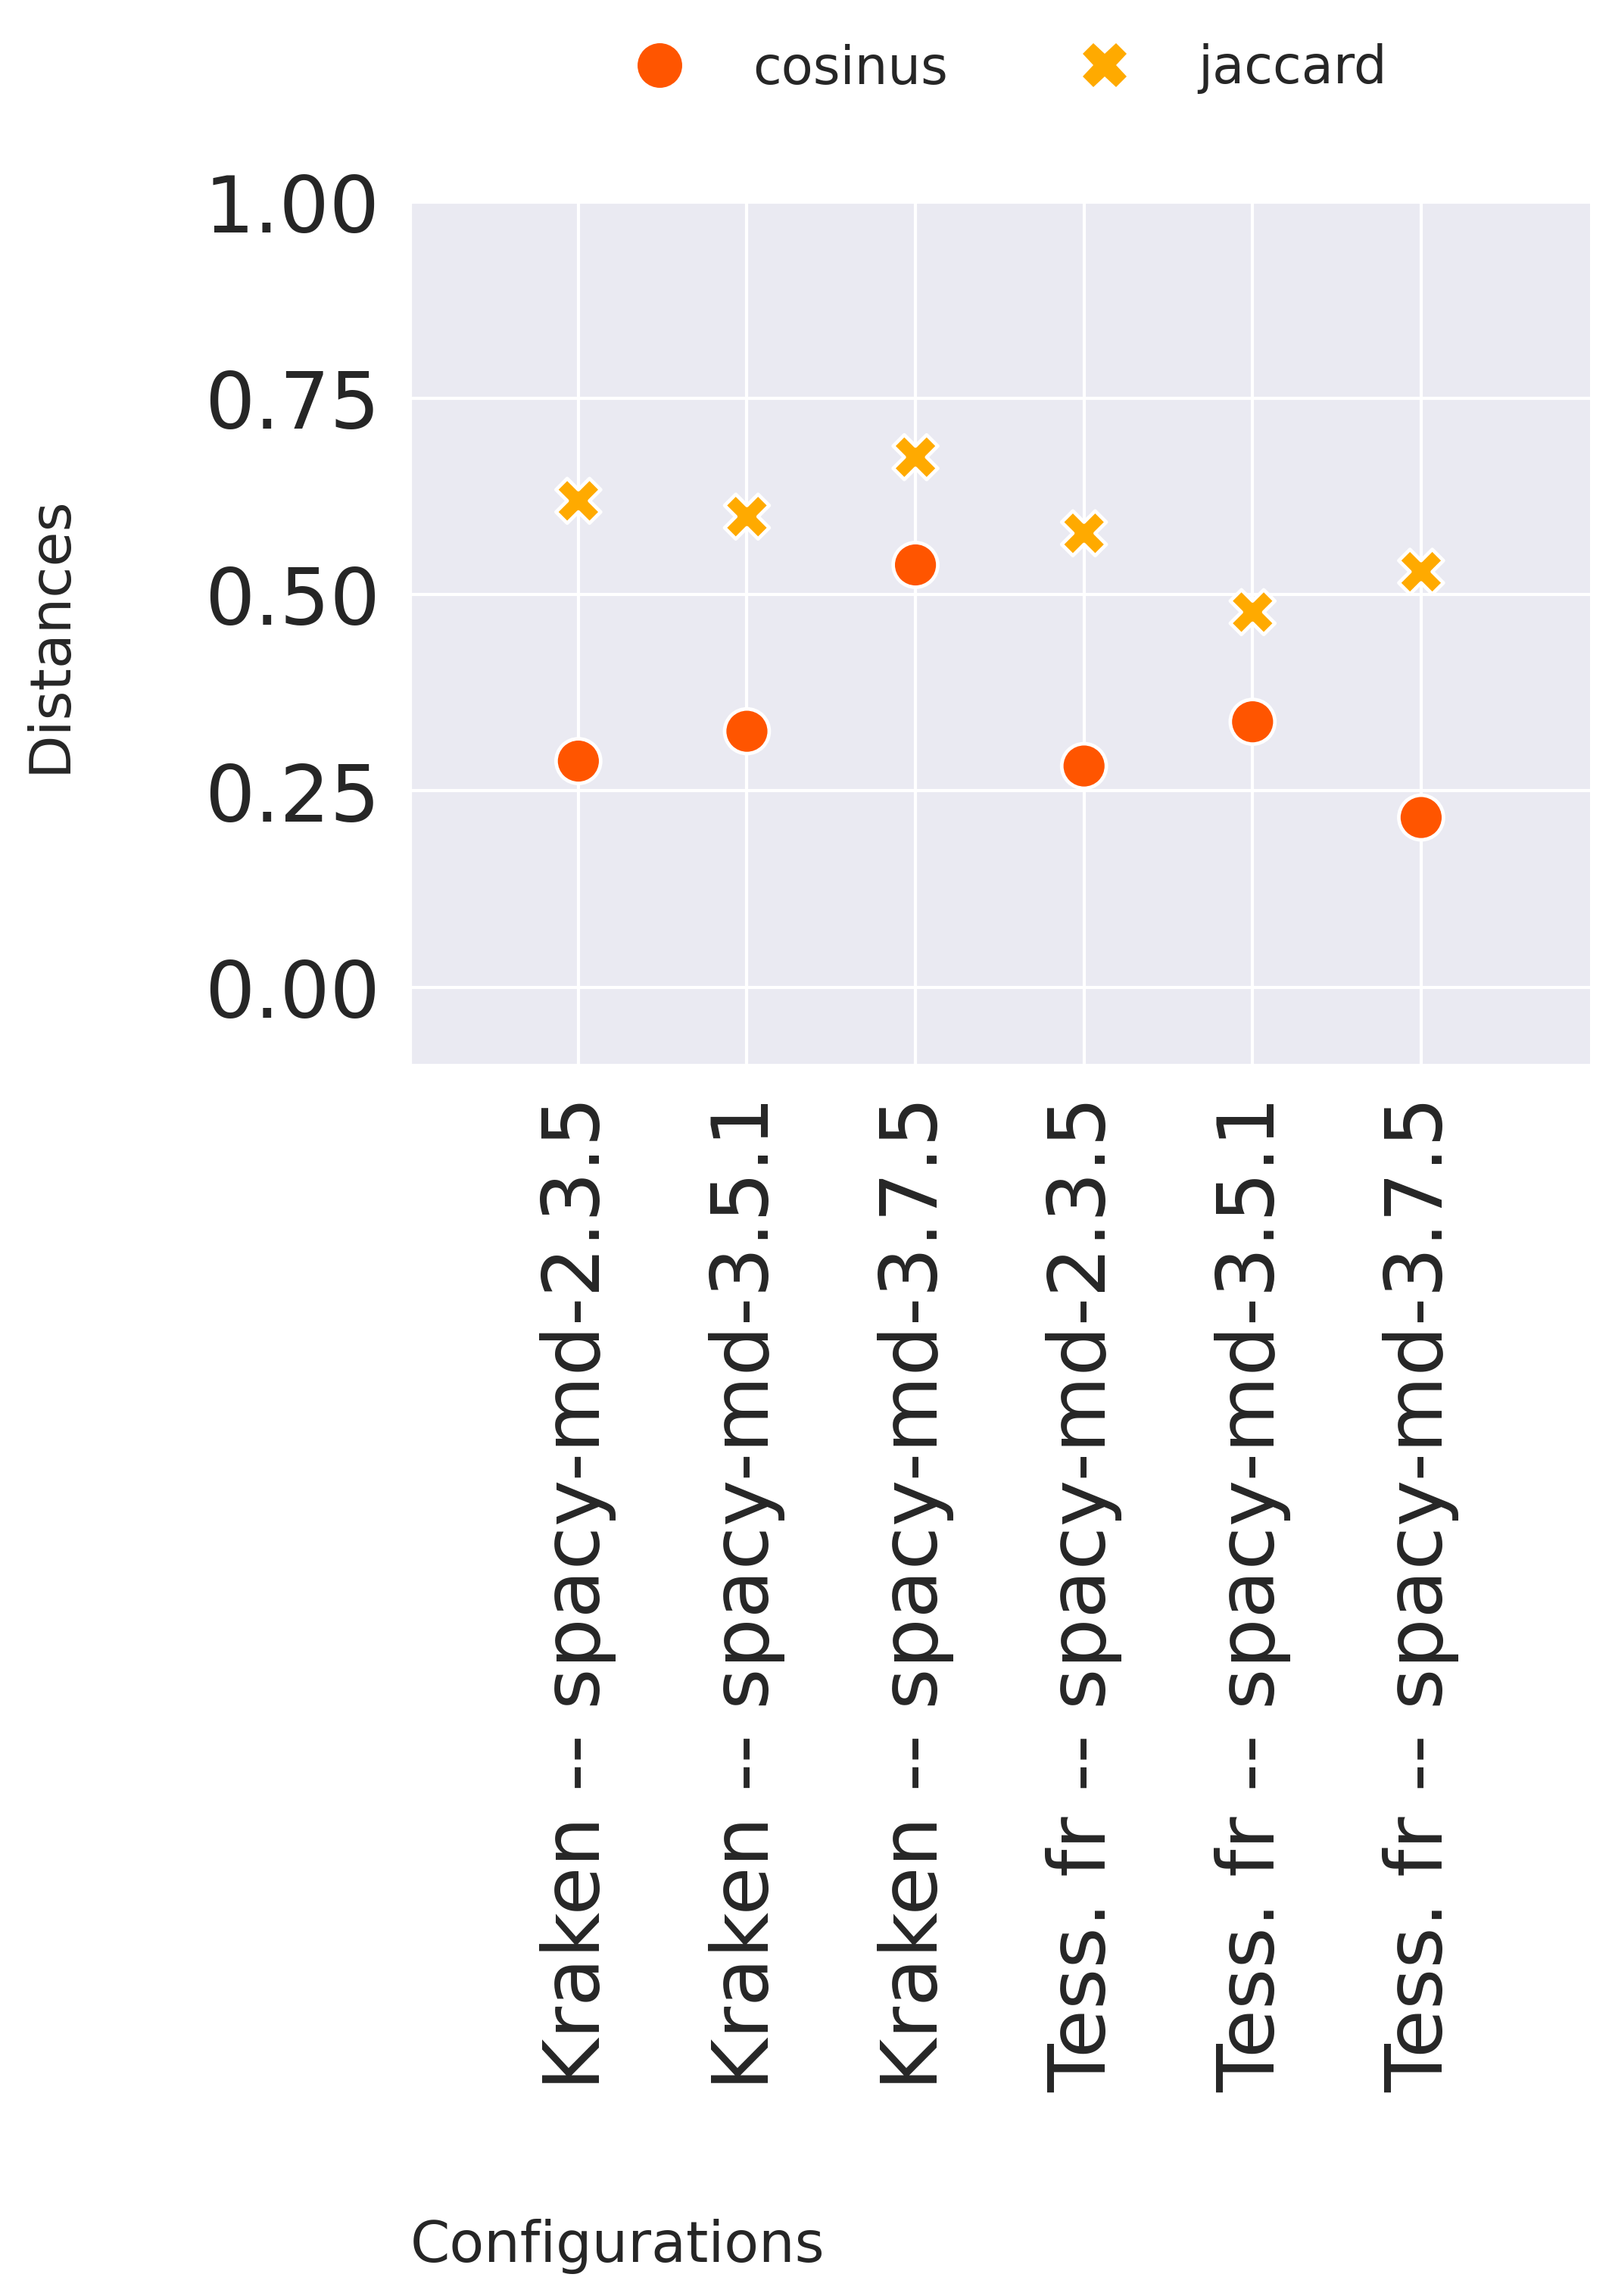 cosinus
jaccard
1.00
0.75
0.50
0.25
0.00
Distances
Kraken -- spacy-md-2.3.5
Kraken -- spacy-md-3.5.1
Kraken -- spacy-md-3.7.5
Tess. fr -- spacy-md-2.3.5
Tess. fr -- spacy-md-3.5.1
Tess. fr -- spacy-md-3.7.5
Configurations